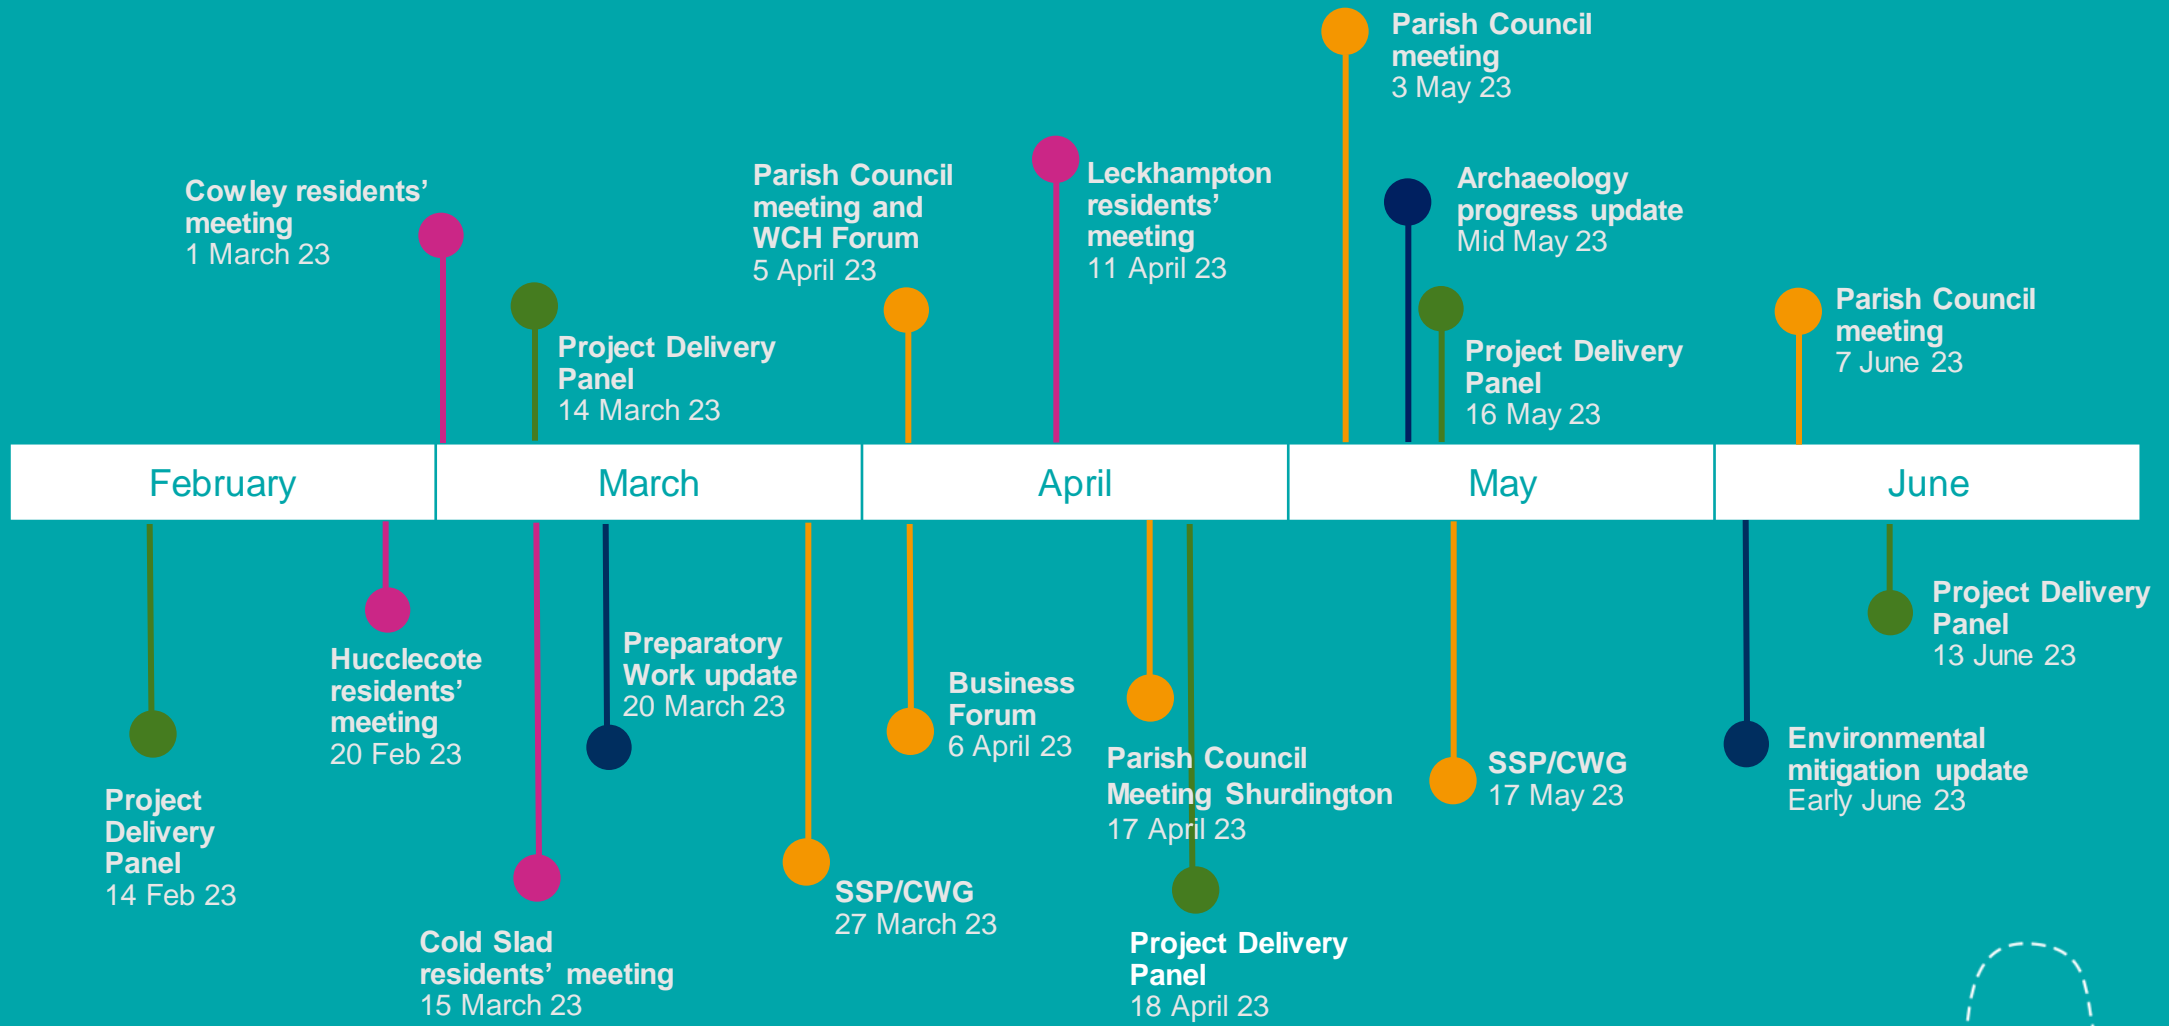 Parish Council
meeting
3 May 23
Cowley residents’
meeting
1 March 23
Parish Council
meeting and
WCH Forum
5 April 23
Leckhampton
residents’
meeting
11 April 23
Archaeology
progress update
Mid May 23
Project Delivery
Panel
14 March 23
Project Delivery
Panel
16 May 23
Parish Council
meeting
7 June 23
February
March
April
May
June
Project
Delivery
Panel
14 Feb 23
Hucclecote
residents’
meeting
20 Feb 23
Cold Slad
residents’ meeting
15 March 23
Preparatory
Work update
20 March 23
SSP/CWG
27 March 23
Business
Forum
6 April 23
Parish Council
Meeting Shurdington
17 April 23
Project Delivery
Panel
18 April 23
SSP/CWG
17 May 23
Environmental
mitigation update
Early June 23
Project Delivery
Panel
13 June 23